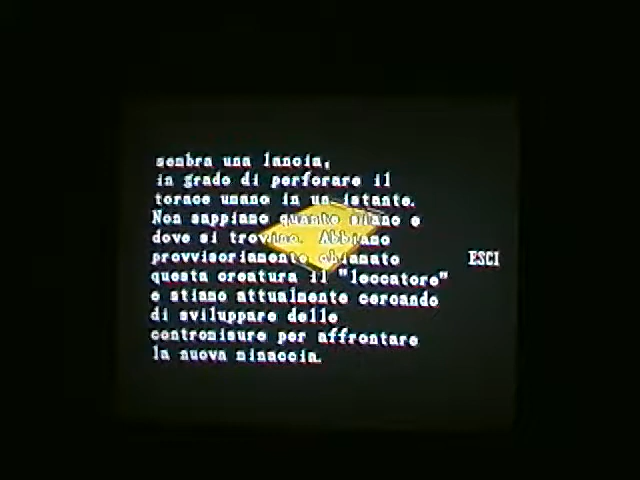 sembra una lancia,
in grado di perforare il
torace umano in un istante.
Non sappiamo quante siano e
dove si trovino. Abbiamo
provvisoriamente chiamato
ESCI
questa creatura il "leccatore"
e stiamo attualmente cercando
di sviluppare delle
contromisure per affrontare
la nuova minaccia.